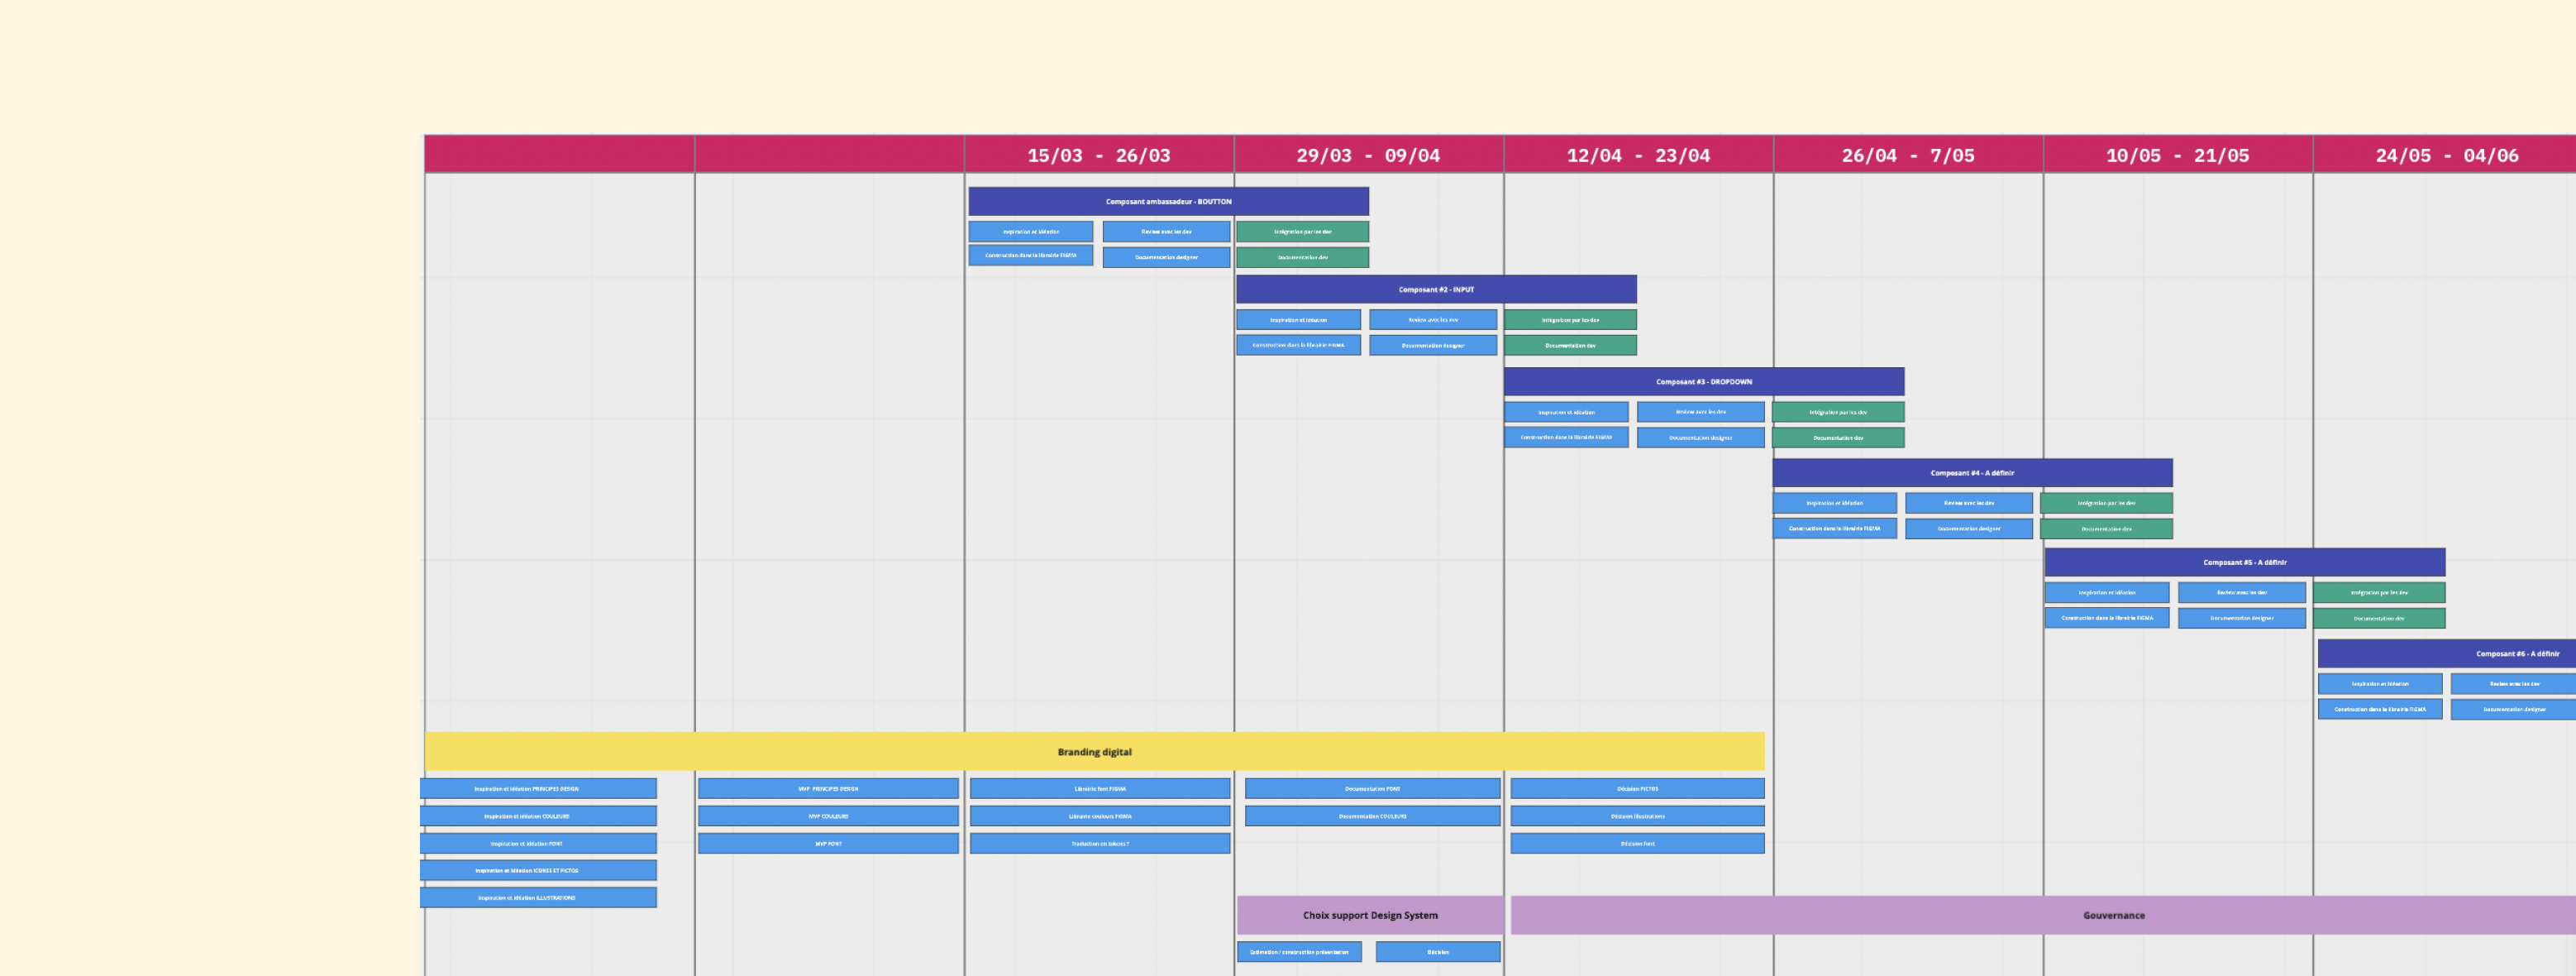 15/03 - 26/03
29/03 - 09/04
12/04 - 23/04
26/04 - 7/05
10/05 - 21/05
24/05 - 04/06
Composant ambassadeur - BOUTTON
Inspiration et idéation
Review avec les dev
Intégration par les dev
Construction dans la librairie FIGMA
Documentation designer
Documentation dev
Composant #2 - INPUT
Inspiration et idéation
Review avec les dev
Intégration par les dev
Construction dans la librairie FIGMA
Documentation designer
Documentation dev
Composant #3 - DROPDOWN
Inspiration et idéation
Review avec les dev
Intégration par les dev
Construction dans la librairie FIGMA
Documentation designer
Documentation dev
Composant #4 - A définir
Inspiration et idéation
Review avec les dev
Intégration par les dev
Construction dans la librairie FIGMA
Documentation designer
Documentation dev
Composant #5 - A définir
Inspiration et idéation
Review avec les dev
Intégration par les dev
Construction dans la librairie FIGMA
Documentation designer
Documentation dev
Composant #6 - A définir
Inspiration et idéation
Review avec les dev
Construction dans la librairie FIGMA
Documentation designer
Branding digital
Inspiration et idéation PRINCIPES DESIGN
MVP PRINCIPES DESIGN
Librairie font FIGMA
Documentation FONT
Décision PICTOS
Inspiration et idéation COULEURS
MVP COULEURS
Librairie couleurs FIGMA
Documentation COULEURS
Décision illustrations
Inspiration et idéation FONT
MVP FONT
Traduction en tokens ?
Décision font
Inspiration et idéation ICONES ET PICTOS
Inspiration et idéation ILLUSTRATIONS
Choix support Design System
Gouvernance
Estimation / construction présentation
Décision